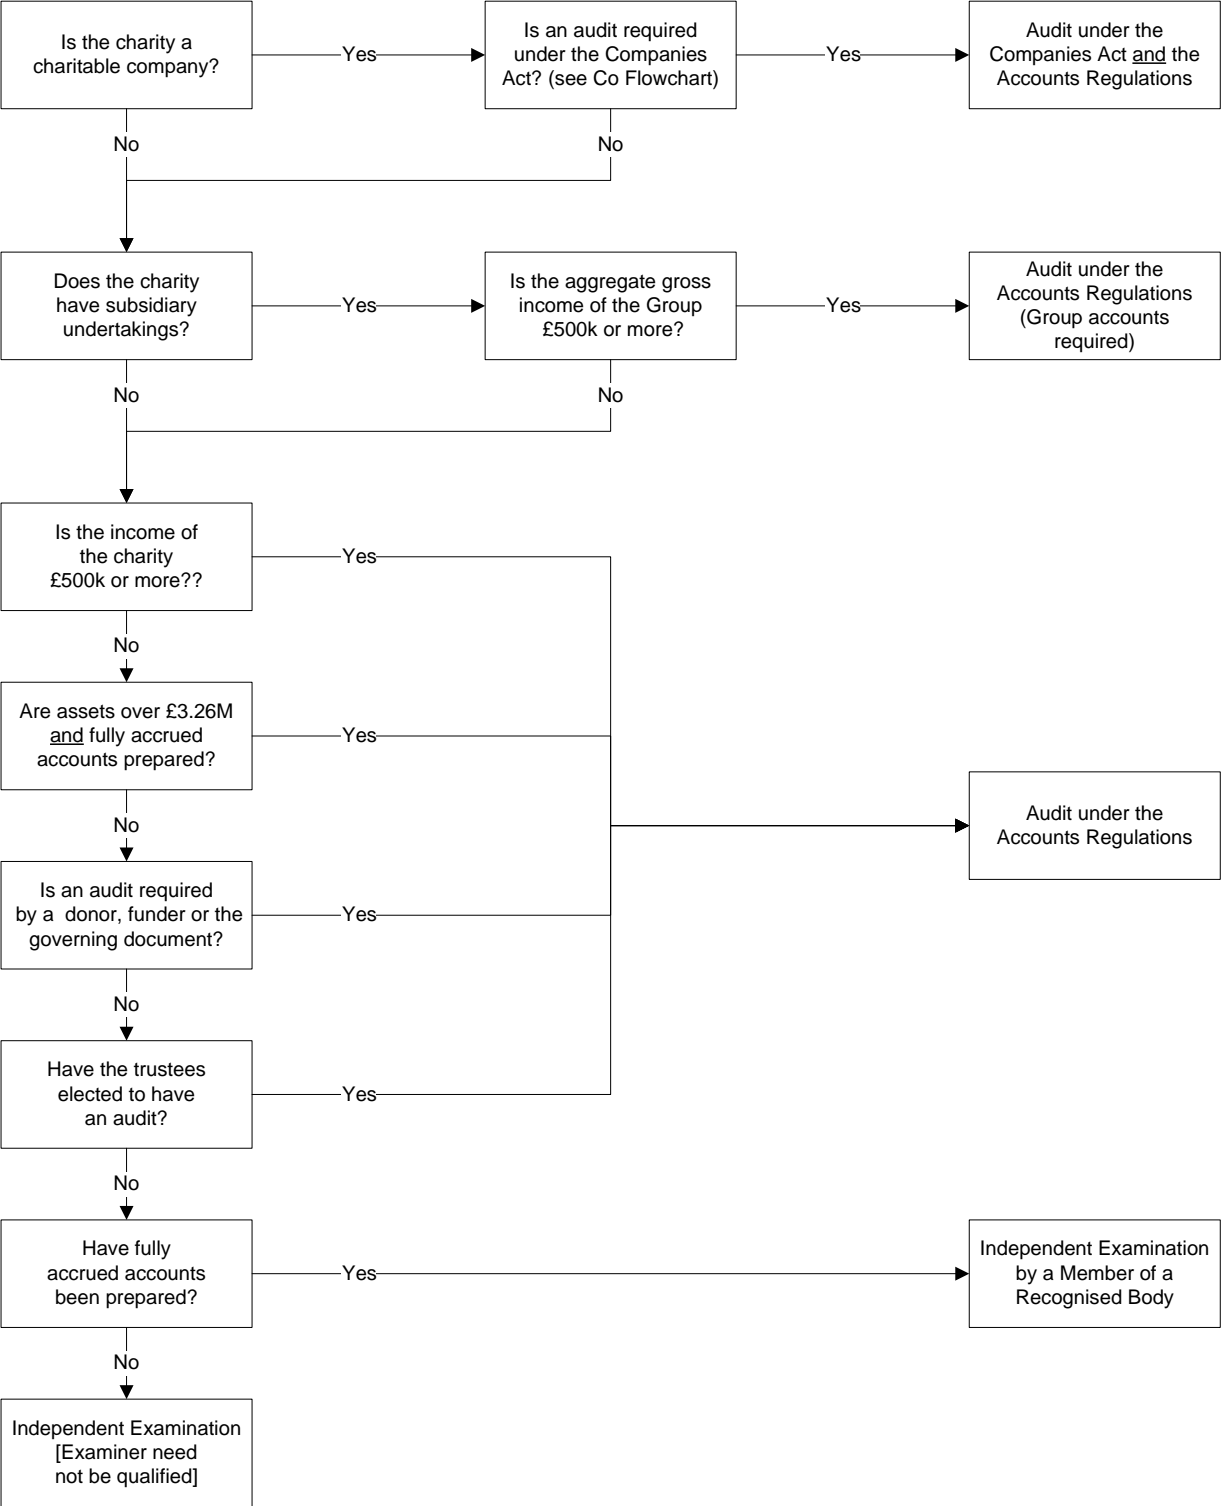 Is the charity a
charitable company?
Yes
Is an audit required
under the Companies
Act? (see Co Flowchart)
Yes
Audit under the
Companies Act and the
Accounts Regulations
No
No
Does the charity
have subsidiary
undertakings?
Yes
Is the aggregate gross
income of the Group
£500k or more?
Yes
Audit under the
Accounts Regulations
(Group accounts
required)
No
No
Is the income of
the charity
£500k or more??
Yes
No
Are assets over £3.26M
and fully accrued
accounts prepared?
Yes
Audit under the
Accounts Regulations
No
Is an audit required
by a  donor, funder or the
governing document?
Yes
No
Have the trustees
elected to have
an audit?
Yes
No
Have fully
accrued accounts
been prepared?
Yes
Independent Examination
by a Member of a
Recognised Body
No
Independent Examination
[Examiner need
not be qualified]